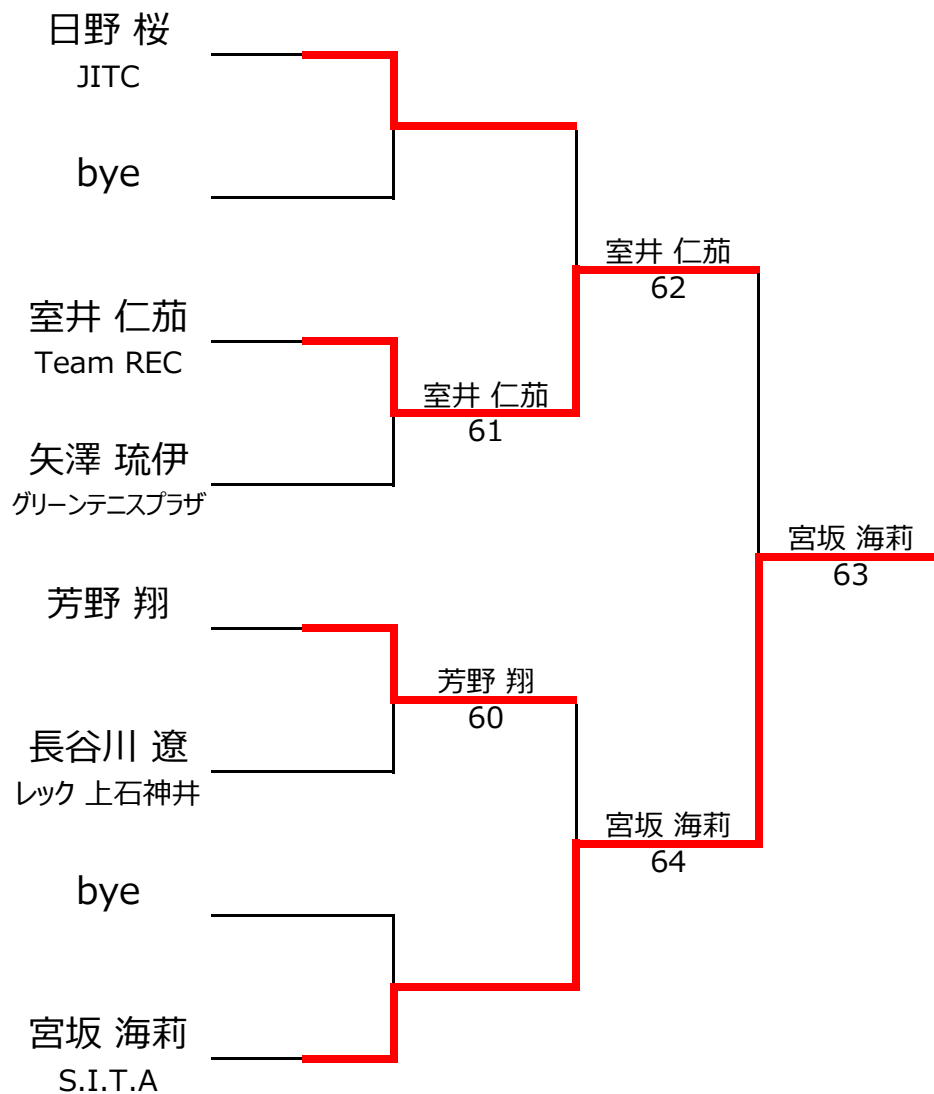 日野 桜
JITC
bye
室井 仁茄
Team REC
矢澤 琉伊
グリーンテニスプラザ
芳野 翔
長谷川 遼
レック 上石神井
bye
宮坂 海莉
S.I.T.A
室井 仁茄
61
芳野 翔
60
室井 仁茄
62
宮坂 海莉
64
宮坂 海莉
63